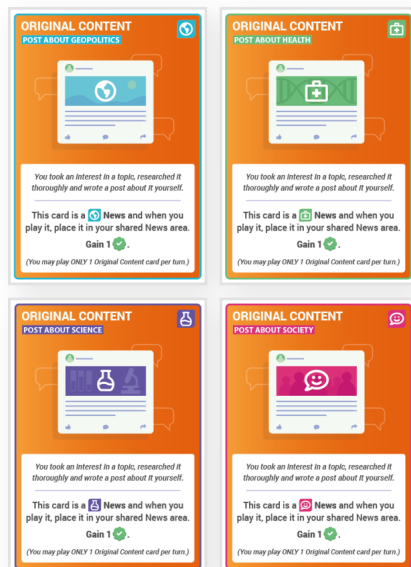 ORIGINAL CONTENT
POST ABOUT GEOPOLITICS
You took an interest in a topic, researched it
thoroughly and wrote a post about it yourself.
This card is a News and when you
play it, place it in your shared News area.
Gain 1 .
(You may play ONLY 1 Original Content card per turn.)
ORIGINAL CONTENT
POST ABOUT HEALTH
You took an interest in a topic, researched it
thoroughly and wrote a post about it yourself.
This card is a News and when you
play it, place it in your shared News area.
Gain 1 .
(You may play ONLY 1 Original Content card per turn.)
ORIGINAL CONTENT
POST ABOUT SCIENCE
You took an interest in a topic, researched it
thoroughly and wrote a post about it yourself.
This card is a News and when you
play it, place it in your shared News area.
Gain 1 .
(You may play ONLY 1 Original Content card per turn.)
ORIGINAL CONTENT
POST ABOUT SOCIETY
You took an interest in a topic, researched it
thoroughly and wrote a post about it yourself.
This card is a News and when you
play it, place it in your shared News area.
Gain 1 .
(You may play ONLY 1 Original Content card per turn.)